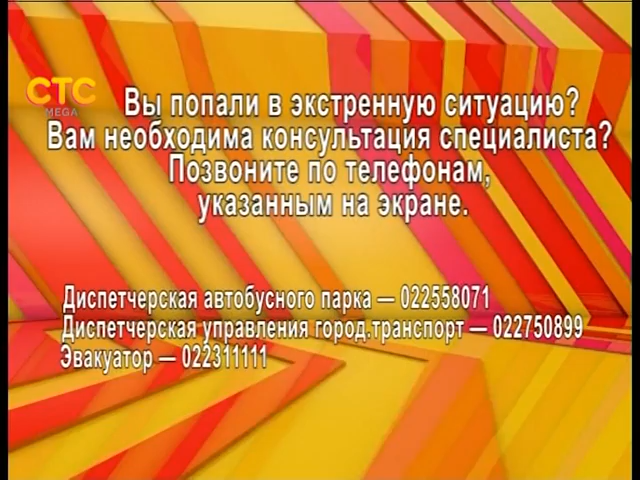 СТС
MEGA
Вы попали в экстренную ситуацию?
Вам необходима консультация специалиста?
Позвоните по телефонам,
указанным на экране.
Диспетчерская автобусного парка — 022558071
Диспетчерская управления город.транспорт — 022750899
Эвакуатор — 022311111